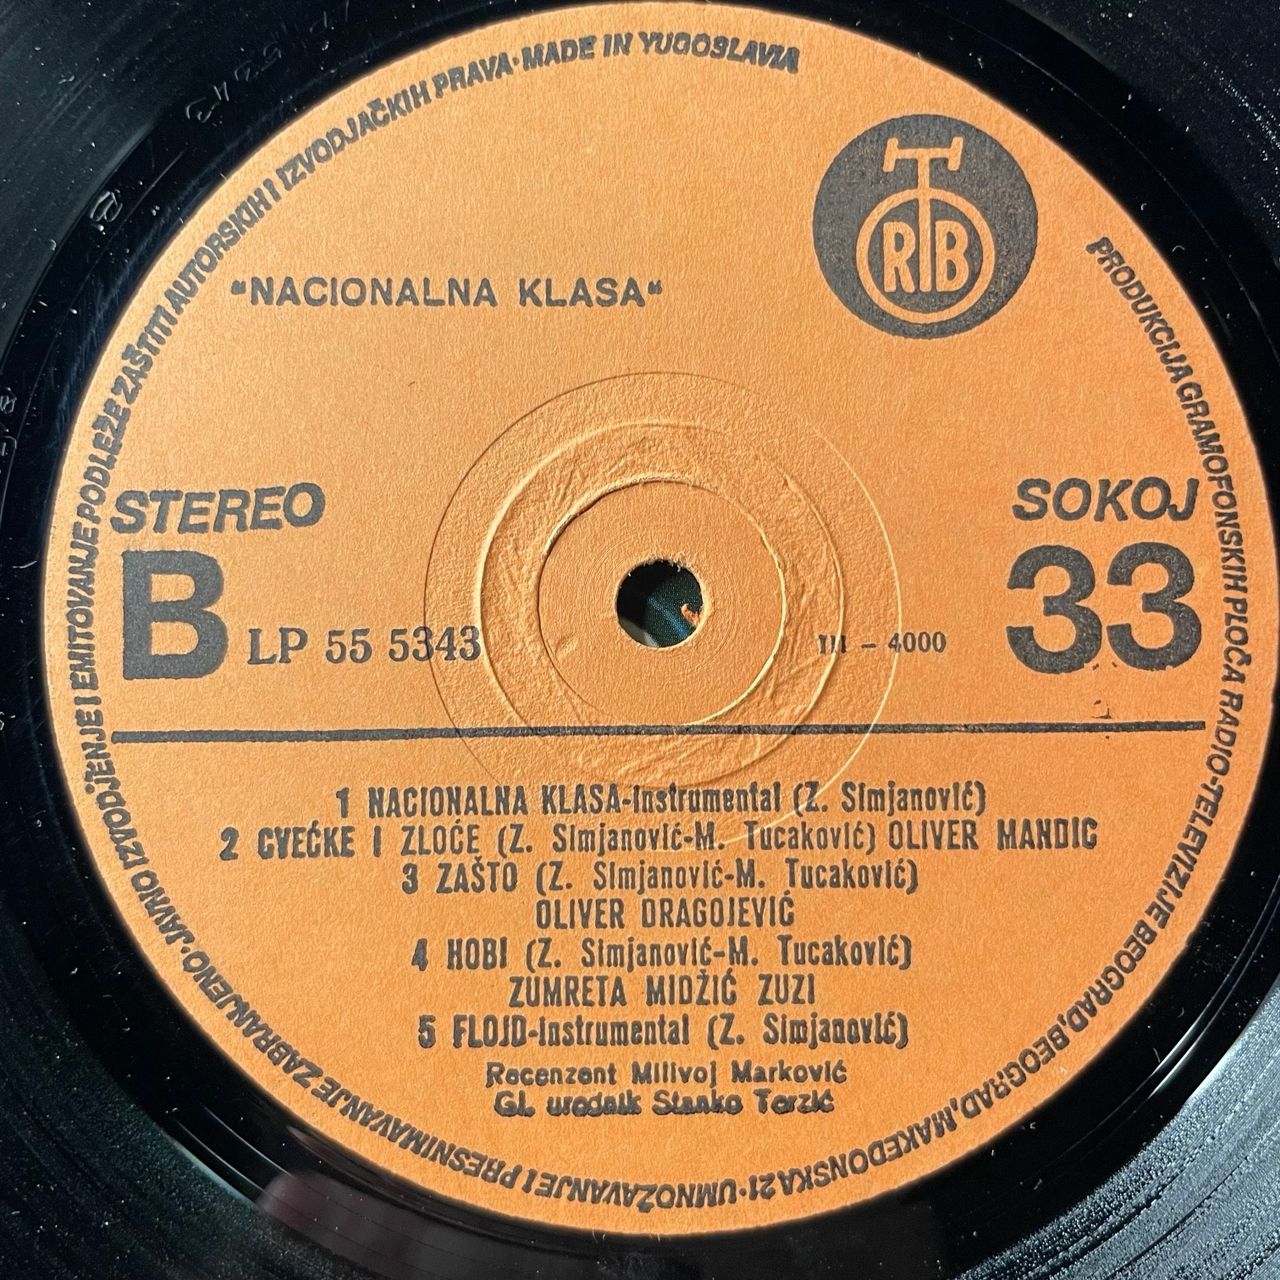 PRODUKCIJA GRAMOFONSKIH PLOČA RADIO-TELEVIZIJE BEOGRAD, BEOGRAD, MAKEDONSKA 21 · UMNOŽAVANJE I PRESNIMAVANJE ZABRANJENO · JAVNO IZVODJENJE I EMITOVANJE PODLEŽE ZAŠTITI AUTORSKIH I IZVODJAČKIH PRAVA · MADE IN YUGOSLAVIA
RTB
"NACIONALNA KLASA"
STEREO
SOKOJ
B
LP 55 5343
III - 4000
33
1 NACIONALNA KLASA-instrumental (Z. Simjanović)
2 CVEĆKE I ZLOĆE (Z. Simjanović-M. Tucaković) OLIVER MANDIC
3 ZAŠTO (Z. Simjanović-M. Tucaković)
OLIVER DRAGOJEVIĆ
4 HOBI (Z. Simjanović-M. Tucaković)
ZUMRETA MIDŽIĆ ZUZI
5 FLOJD-instrumental (Z. Simjanović)
Recenzent Milivoj Marković
Gl. urednik Stanko Terzić